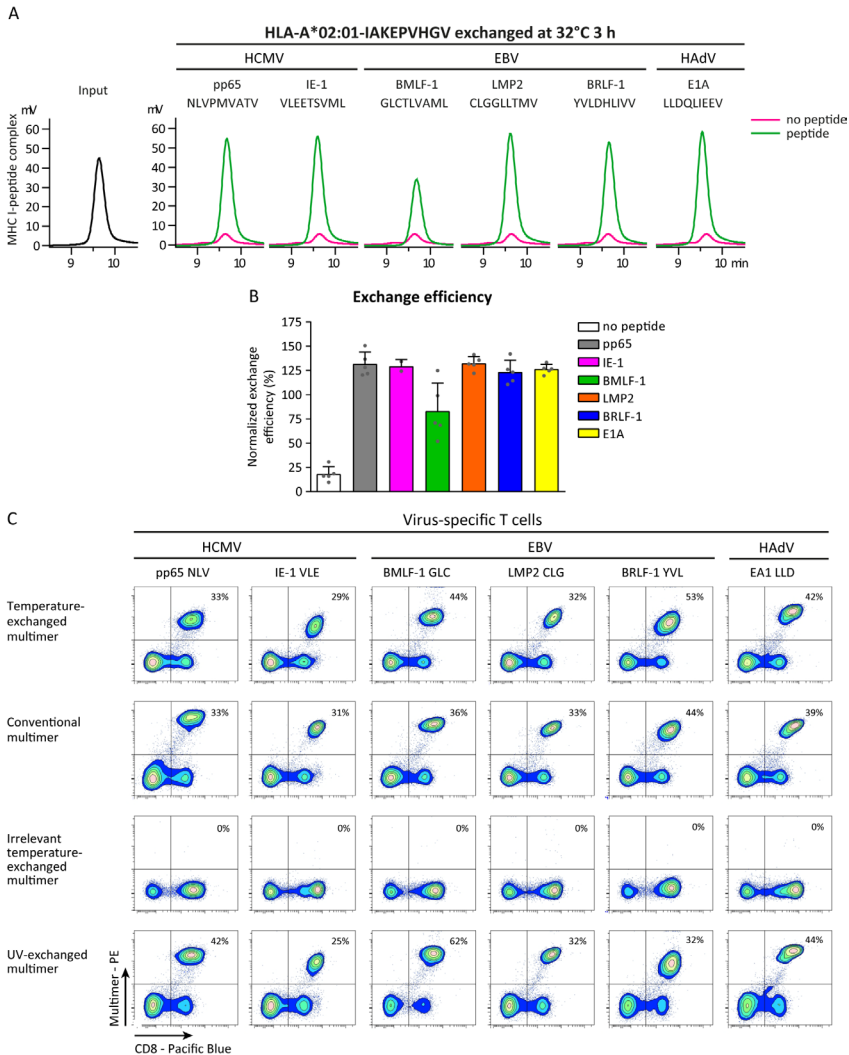 A
HLA-A*02:01-IAKEPVHGV exchanged at 32°C 3 h
HCMV EBV HAdV
Input
pp65 IE-1 BMLF-1 LMP2 BRLF-1 E1A
NLVPMVATV VLEETSVML GLCTLVAML CLGGLLTMV YVLDHLIVV LLDQLIEEV
mV mV
no peptide
peptide
MHC I-peptide complex
60 60
50 50
40 40
30 30
20 20
10 10
0 0
9 10 9 10 9 10 9 10 9 10 9 10 9 10 min
B
Exchange efficiency
Normalized exchange
efficiency (%)
175
150
125
100
75
50
25
0
no peptide
pp65
IE-1
BMLF-1
LMP2
BRLF-1
E1A
C
Virus-specific T cells
HCMV EBV HAdV
pp65 NLV IE-1 VLE BMLF-1 GLC LMP2 CLG BRLF-1 YVL EA1 LLD
Temperature-
exchanged
multimer
33% 29% 44% 32% 53% 42%
Conventional
multimer
33% 31% 36% 33% 44% 39%
Irrelevant
temperature-
exchanged
multimer
0% 0% 0% 0% 0% 0%
UV-exchanged
multimer
42% 25% 62% 32% 32% 44%
Multimer - PE
CD8 - Pacific Blue